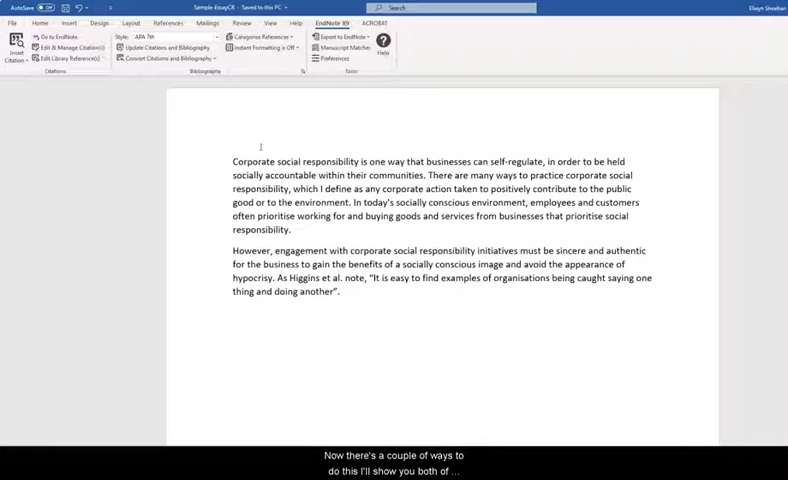 AutoSave Off Sample EssayCR - Saved to this PC Search Eliwyn Sheehan
File Home Insert Design Layout References Mailings Review View Help EndNote X9 ACROBAT
Go to EndNote Style: APA 7th Categorize References Export to EndNote
Insert Citation Edit & Manage Citation(s) Update Citations and Bibliography Instant Formatting is Off Manuscript Matcher Help
Edit Library Reference(s) Convert Citations and Bibliography Preferences
Citations Bibliography Tools
Corporate social responsibility is one way that businesses can self-regulate, in order to be held
socially accountable within their communities. There are many ways to practice corporate social
responsibility, which I define as any corporate action taken to positively contribute to the public
good or to the environment. In today's socially conscious environment, employees and customers
often prioritise working for and buying goods and services from businesses that prioritise social
responsibility.
However, engagement with corporate social responsibility initiatives must be sincere and authentic
for the business to gain the benefits of a socially conscious image and avoid the appearance of
hypocrisy. As Higgins et al. note, “It is easy to find examples of organisations being caught saying one
thing and doing another”.
Now there's a couple of ways to
do this I'll show you both of ...